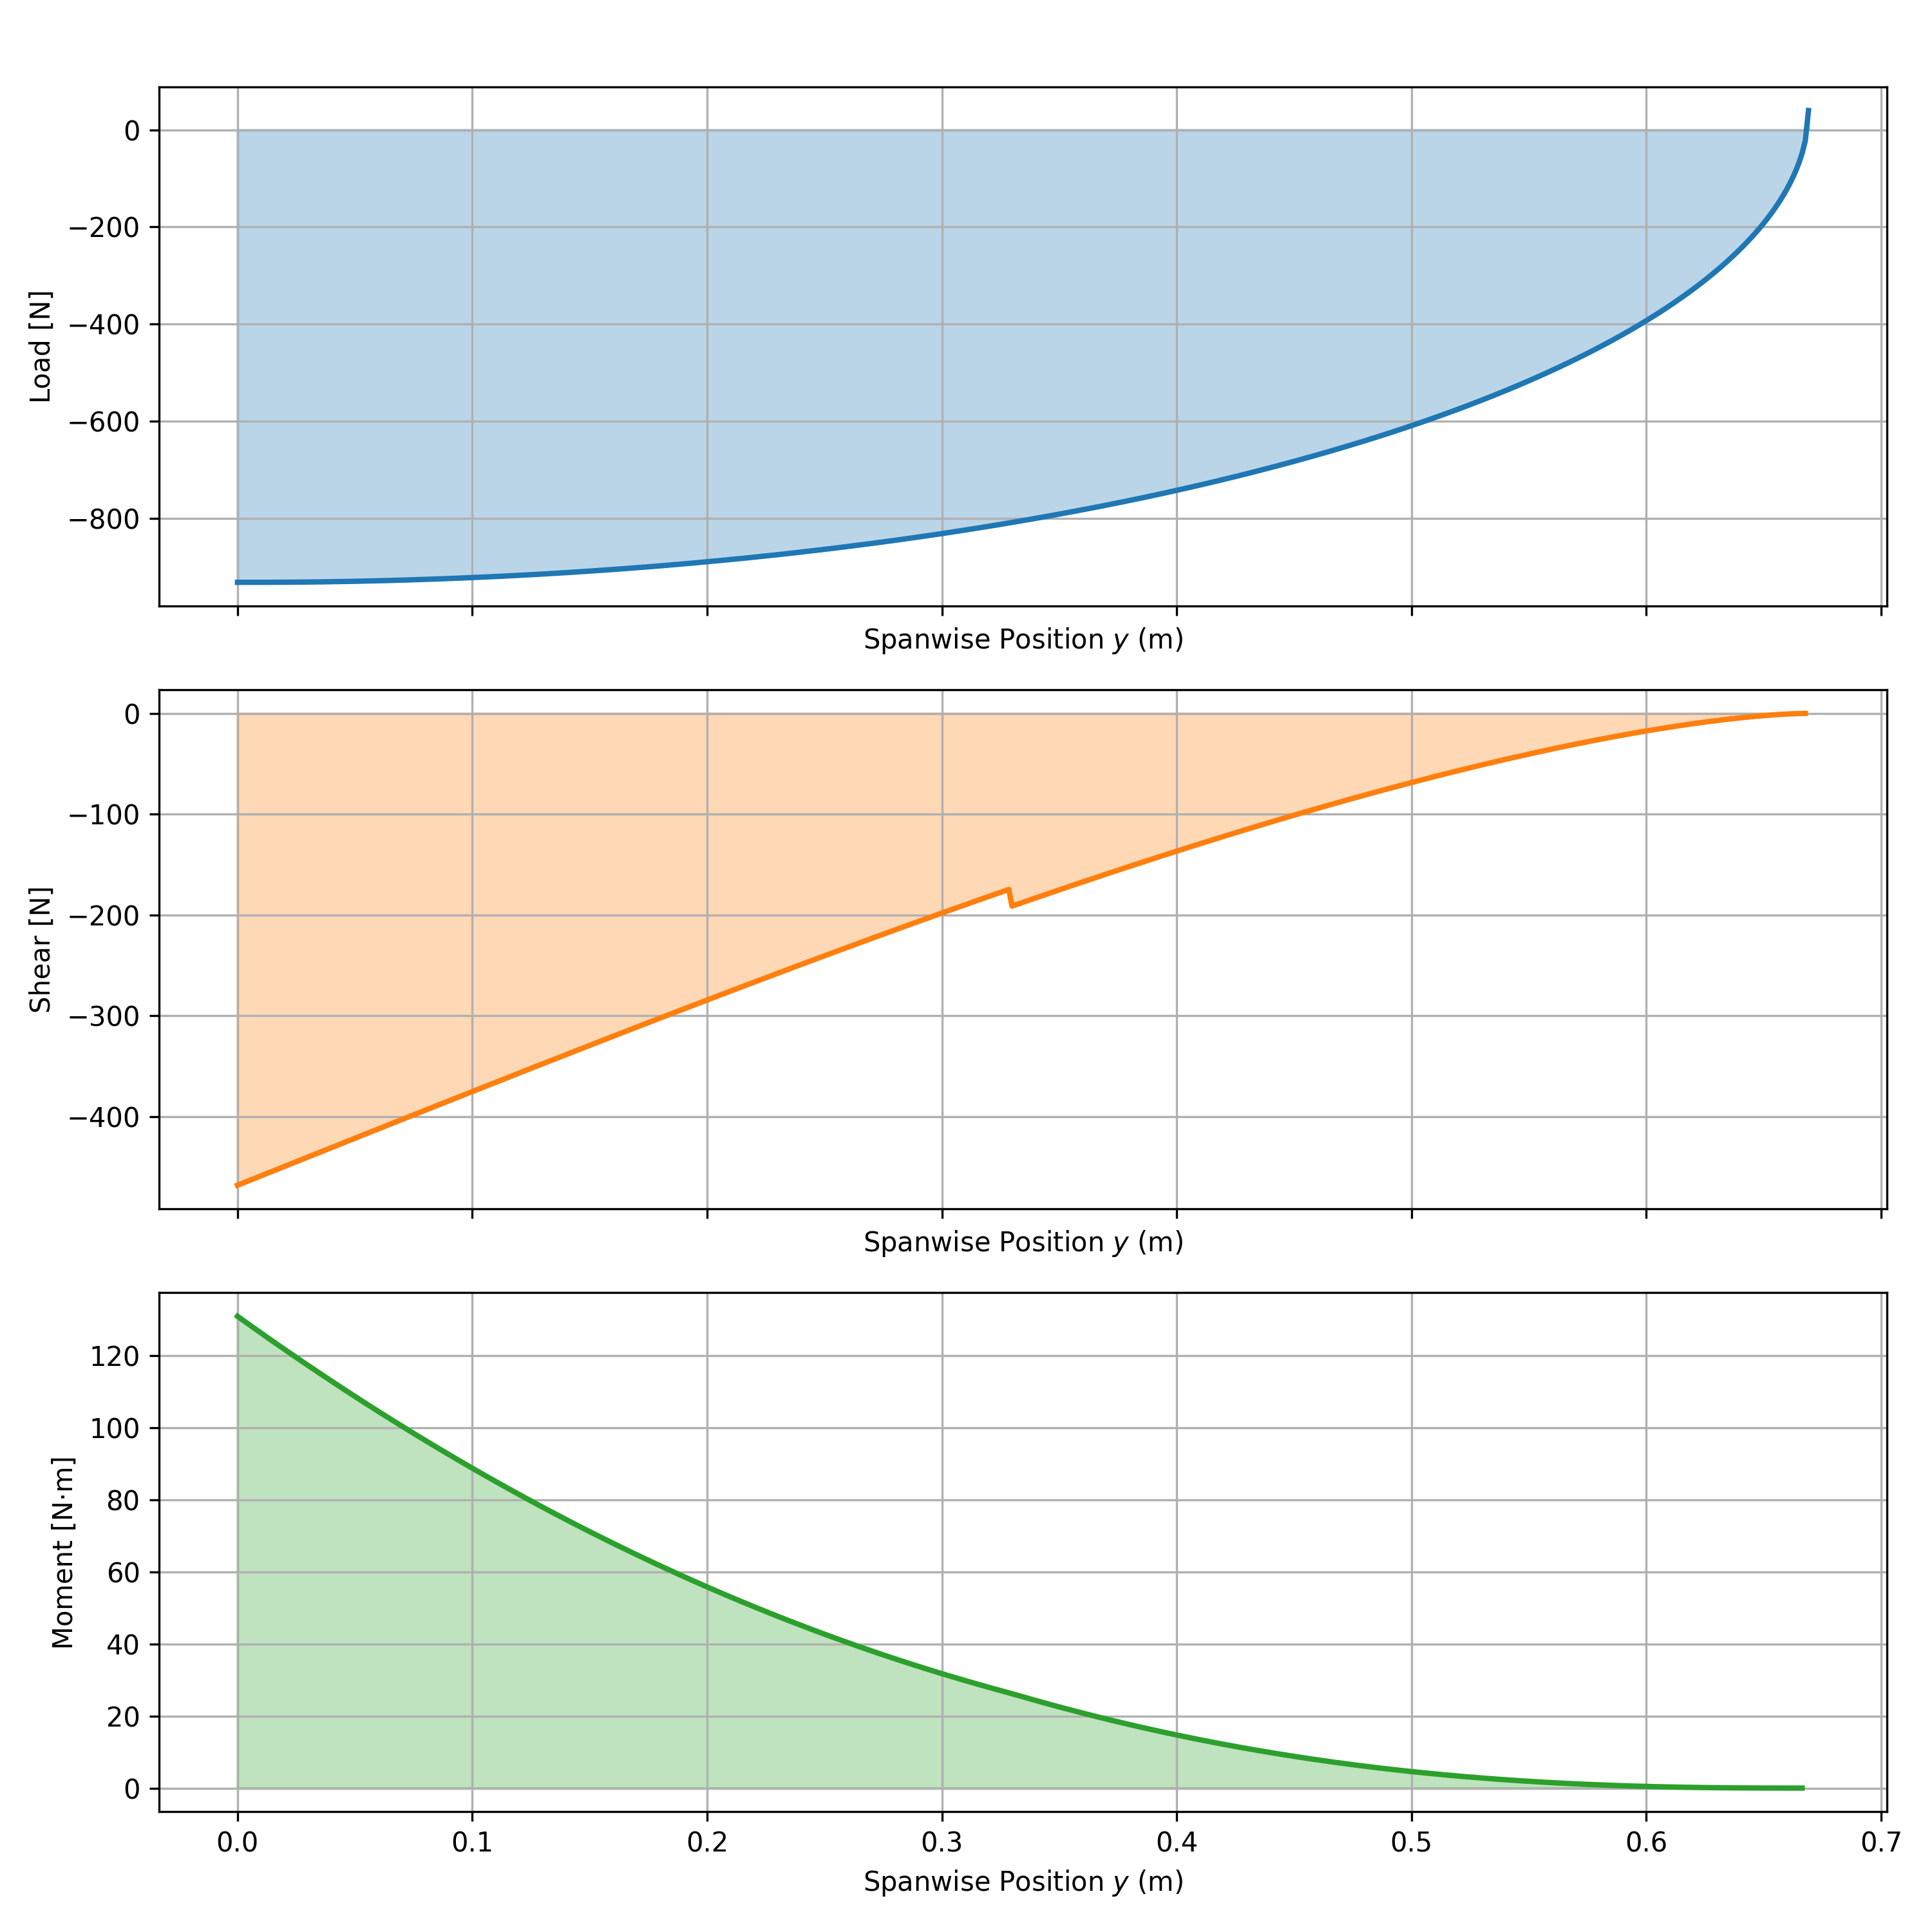 0
−200
−400
−600
−800
Load [N]
Spanwise Position y (m)
0
−100
−200
−300
−400
Shear [N]
Spanwise Position y (m)
120
100
80
60
40
20
0
Moment [N·m]
0.0 0.1 0.2 0.3 0.4 0.5 0.6 0.7
Spanwise Position y (m)